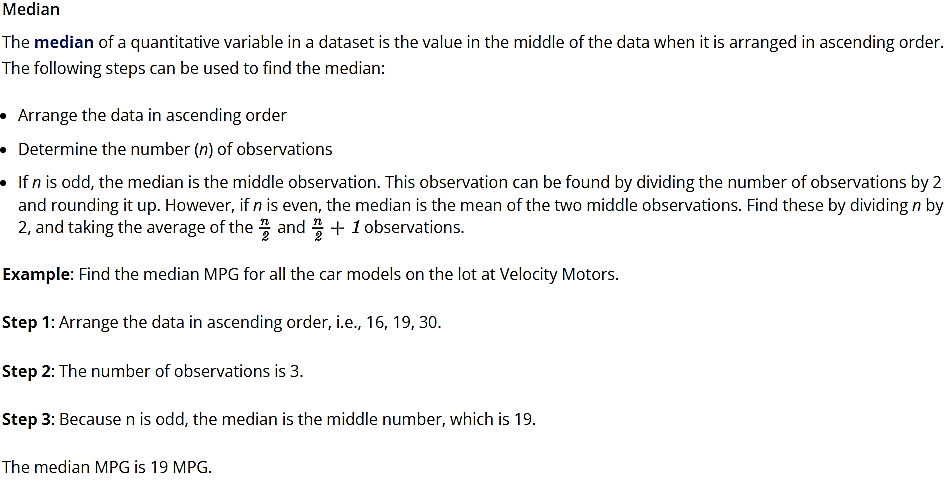 Median
The median of a quantitative variable in a dataset is the value in the middle of the data when it is arranged in ascending order.
The following steps can be used to find the median:
• Arrange the data in ascending order
• Determine the number (n) of observations
• If n is odd, the median is the middle observation. This observation can be found by dividing the number of observations by 2
and rounding it up. However, if n is even, the median is the mean of the two middle observations. Find these by dividing n by
2, and taking the average of the n/2 and n/2 + 1 observations.
Example: Find the median MPG for all the car models on the lot at Velocity Motors.
Step 1: Arrange the data in ascending order, i.e., 16, 19, 30.
Step 2: The number of observations is 3.
Step 3: Because n is odd, the median is the middle number, which is 19.
The median MPG is 19 MPG.